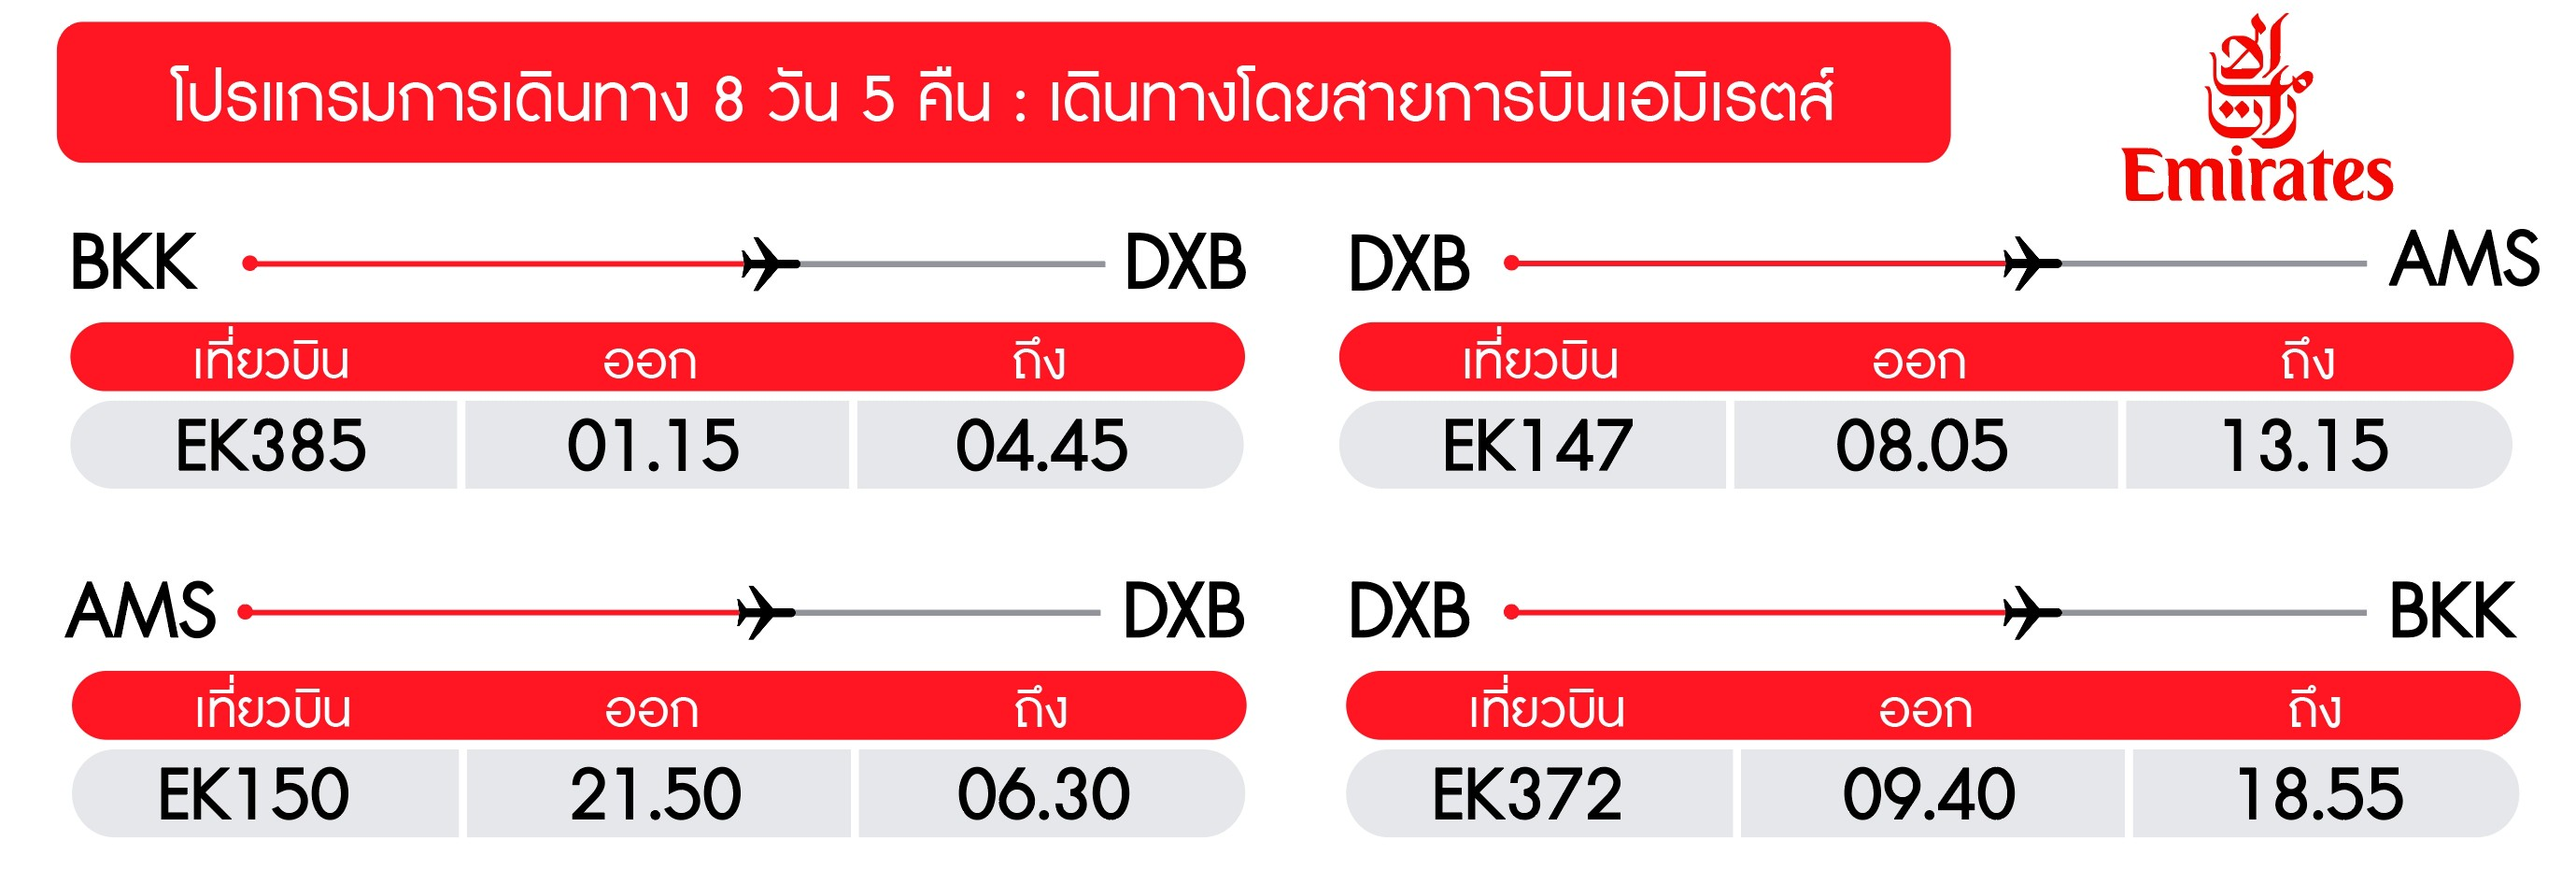 โปรแกรมการเดินทาง 8 วัน 5 คืน : เดินทางโดยสายการบินเอมิเรตส์
الإمارات
Emirates
BKK DXB
เที่ยวบิน ออก ถึง
EK385 01.15 04.45
DXB AMS
เที่ยวบิน ออก ถึง
EK147 08.05 13.15
AMS DXB
เที่ยวบิน ออก ถึง
EK150 21.50 06.30
DXB BKK
เที่ยวบิน ออก ถึง
EK372 09.40 18.55